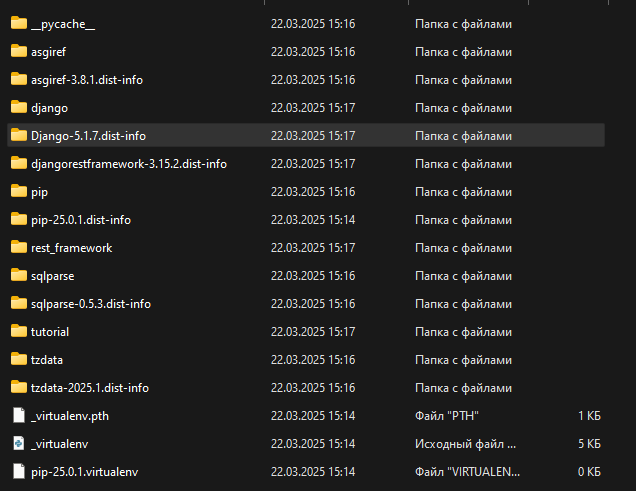 __pycache__ 22.03.2025 15:16 Папка с файлами
asgiref 22.03.2025 15:16 Папка с файлами
asgiref-3.8.1.dist-info 22.03.2025 15:16 Папка с файлами
django 22.03.2025 15:17 Папка с файлами
Django-5.1.7.dist-info 22.03.2025 15:17 Папка с файлами
djangorestframework-3.15.2.dist-info 22.03.2025 15:17 Папка с файлами
pip 22.03.2025 15:16 Папка с файлами
pip-25.0.1.dist-info 22.03.2025 15:14 Папка с файлами
rest_framework 22.03.2025 15:17 Папка с файлами
sqlparse 22.03.2025 15:16 Папка с файлами
sqlparse-0.5.3.dist-info 22.03.2025 15:16 Папка с файлами
tutorial 22.03.2025 15:17 Папка с файлами
tzdata 22.03.2025 15:16 Папка с файлами
tzdata-2025.1.dist-info 22.03.2025 15:16 Папка с файлами
_virtualenv.pth 22.03.2025 15:14 Файл "PTH" 1 КБ
_virtualenv 22.03.2025 15:14 Исходный файл ... 5 КБ
pip-25.0.1.virtualenv 22.03.2025 15:14 Файл "VIRTUALEN... 0 КБ